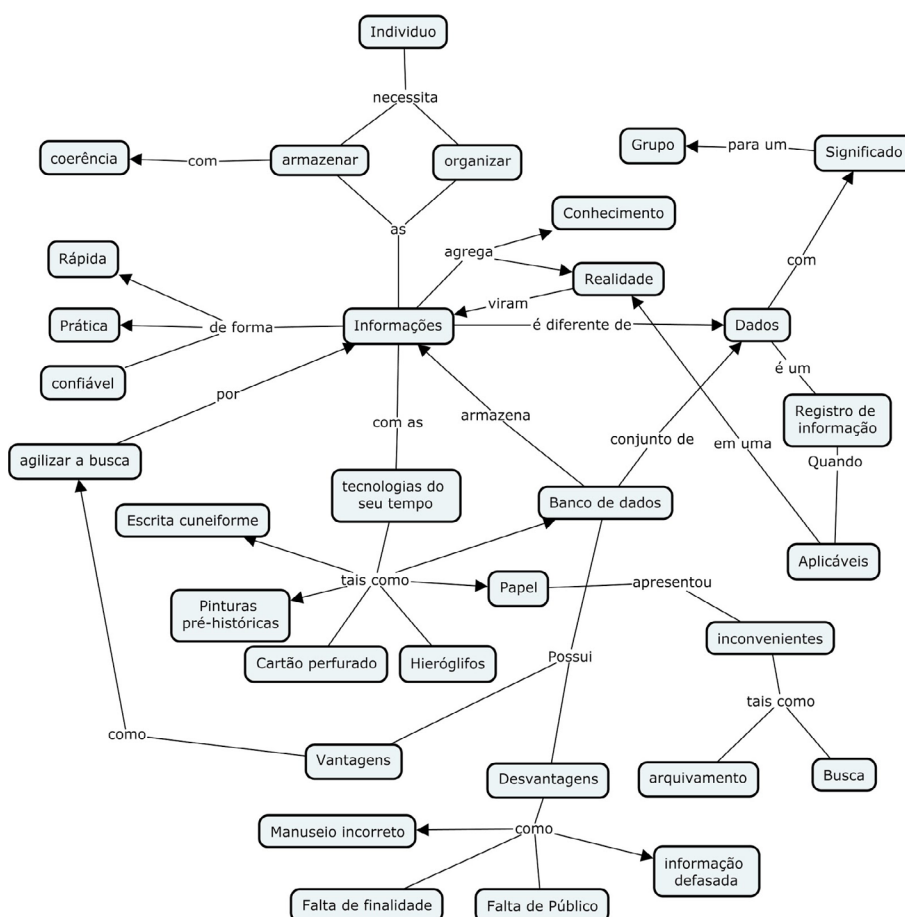 Individuo
necessita
coerência
com
armazenar
organizar
Grupo
para um
Significado
as
Conhecimento
Rápida
agrega
Realidade
com
viram
Prática
de forma
Informações
é diferente de
Dados
confiável
por
é um
armazena
Registro de
informação
com as
conjunto de
em uma
agilizar a busca
Quando
tecnologias do
seu tempo
Banco de dados
Escrita cuneiforme
Aplicáveis
tais como
Papel
apresentou
Pinturas
pré-históricas
inconvenientes
Cartão perfurado
Hieróglifos
Possui
tais como
como
Vantagens
Desvantagens
arquivamento
Busca
Manuseio incorreto
como
informação
defasada
Falta de finalidade
Falta de Público